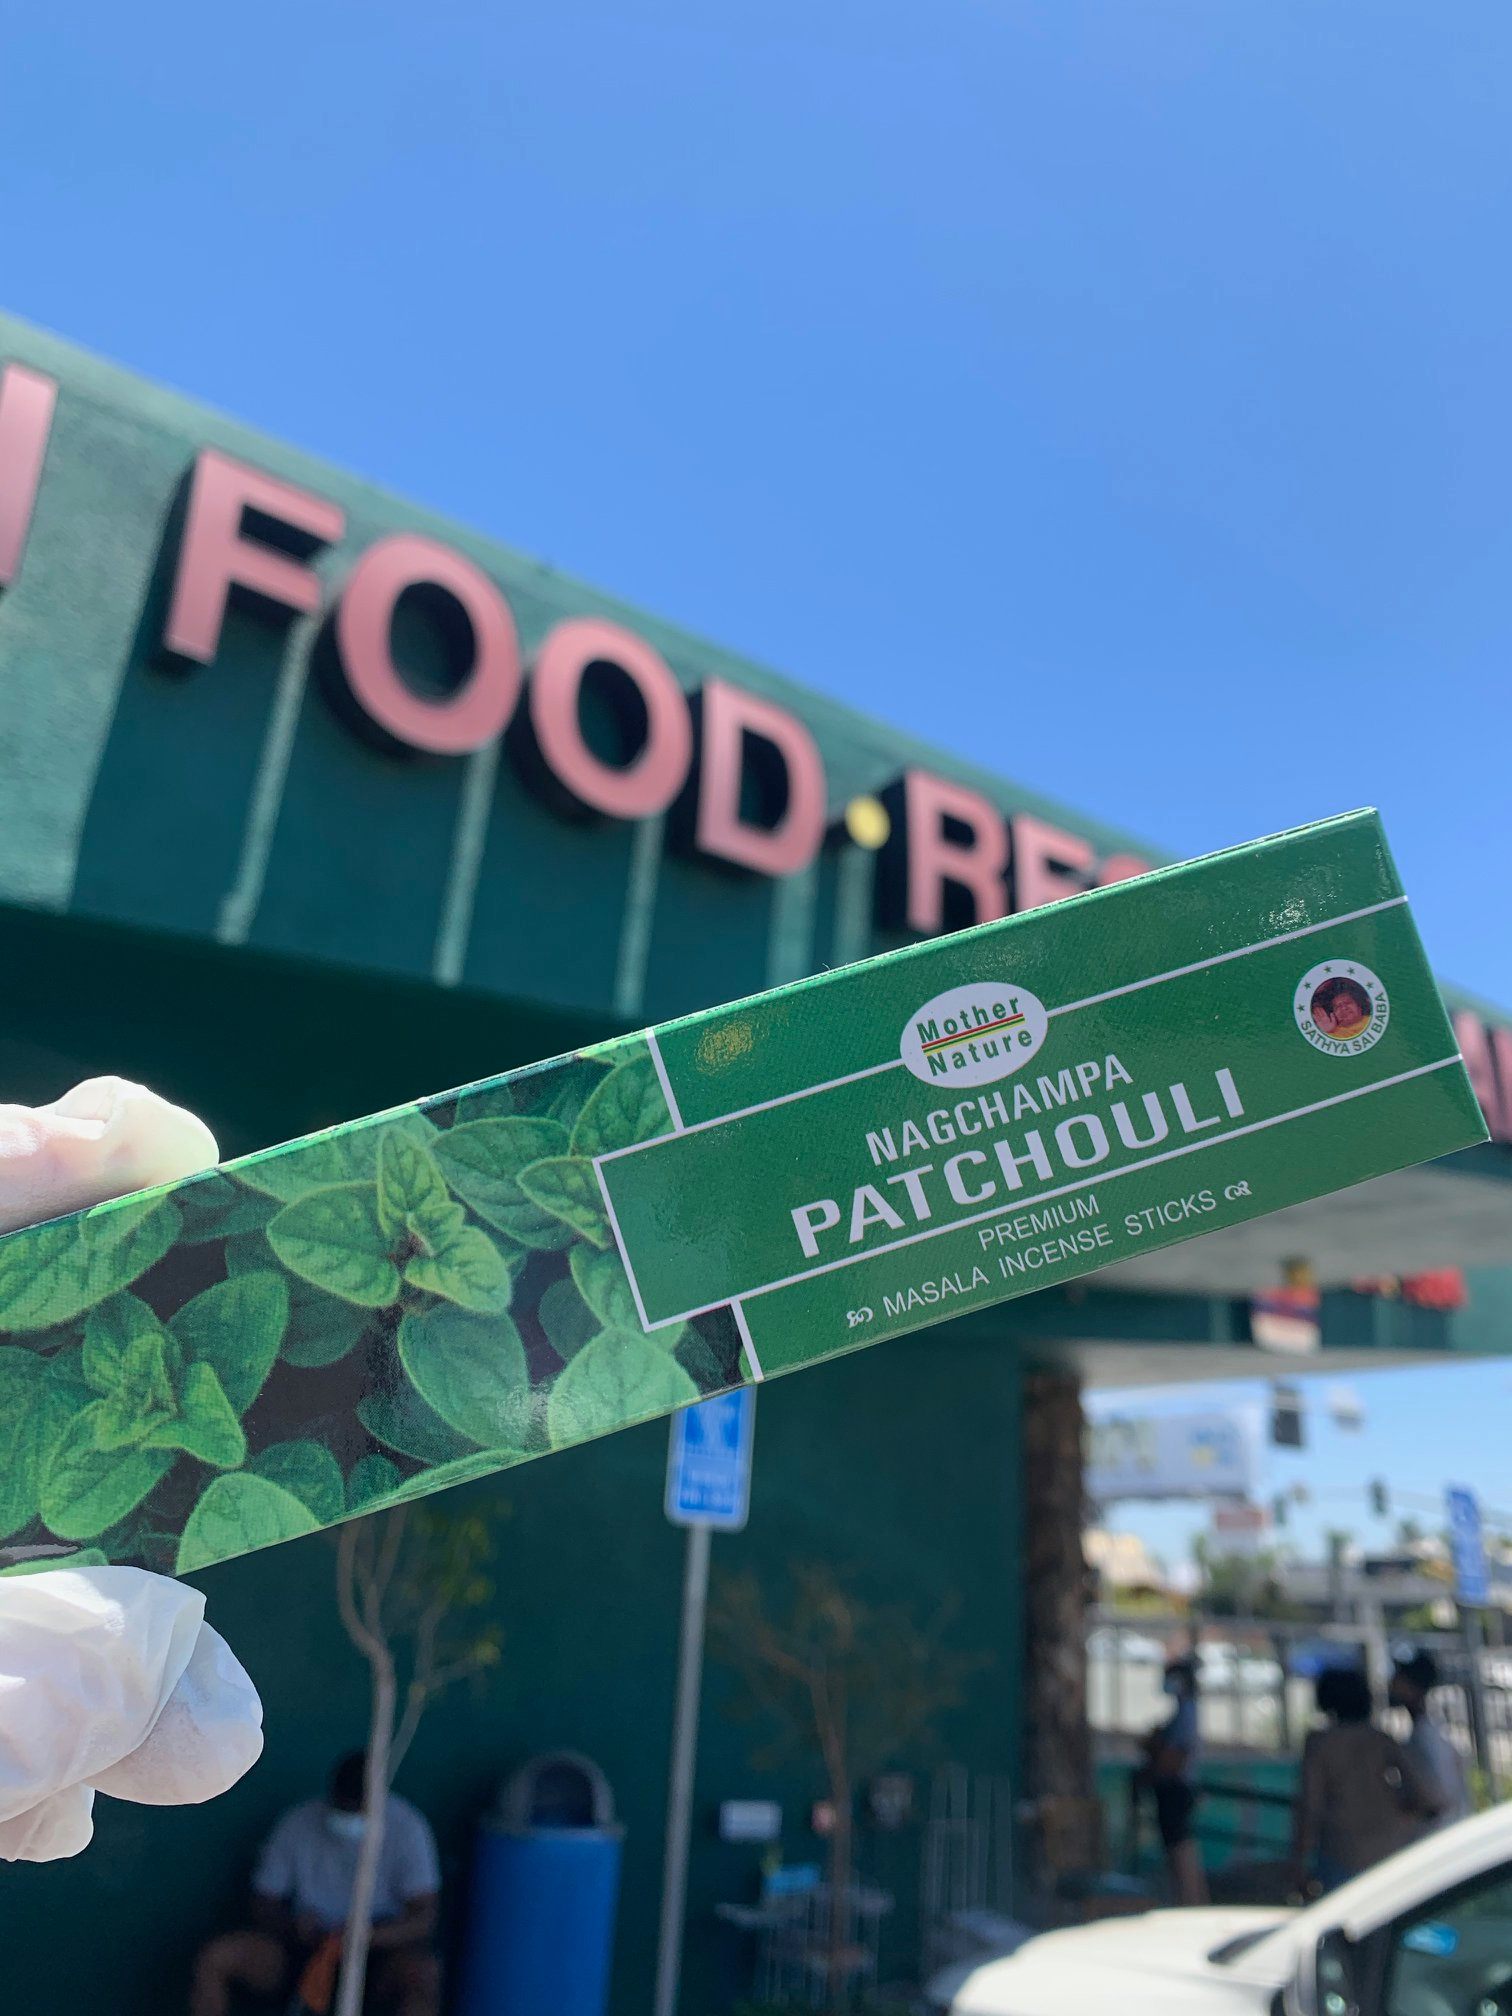 FOOD
Mother
Nature
NAGCHAMPA
PATCHOULI
PREMIUM
MASALA INCENSE STICKS
SATHYA SAI BABA